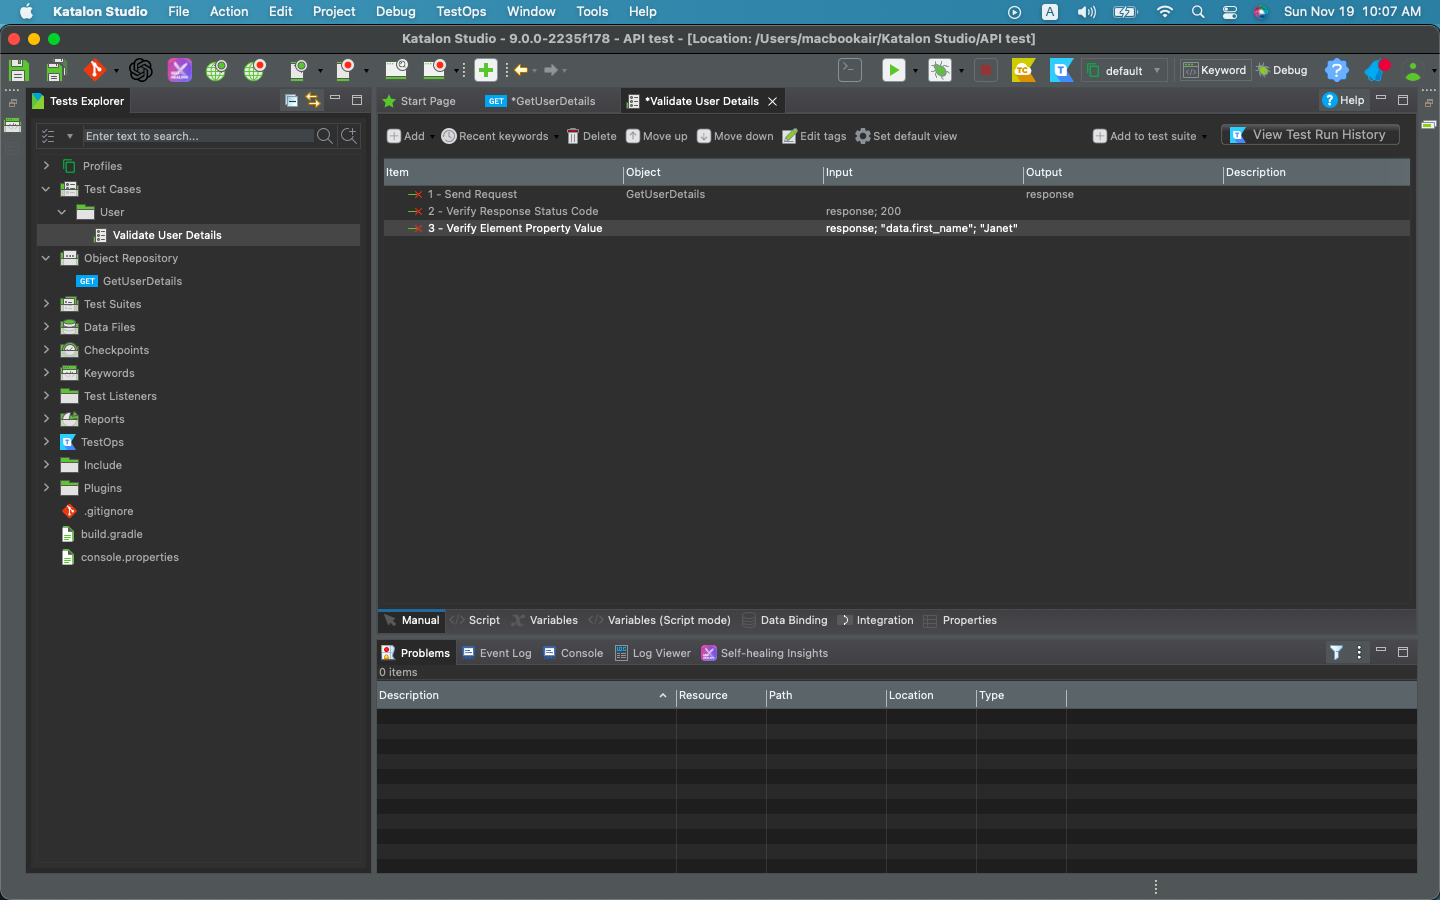 Katalon Studio File Action Edit Project Debug TestOps Window Tools Help A Sun Nov 19 10:07 AM
Katalon Studio - 9.0.0-2235f178 - API test - [Location: /Users/macbookair/Katalon Studio/API test]
TC T default Keyword Debug ?
Tests Explorer
Start Page GET *GetUserDetails *Validate User Details ? Help
Enter text to search...
Add Recent keywords Delete Move up Move down Edit tags Set default view Add to test suite View Test Run History
Profiles
Test Cases
User
Validate User Details
Object Repository
GET GetUserDetails
Test Suites
Data Files
Checkpoints
Keywords
Test Listeners
Reports
TestOps
Include
Plugins
.gitignore
build.gradle
console.properties
Item Object Input Output Description
1 - Send Request GetUserDetails response
2 - Verify Response Status Code response; 200
3 - Verify Element Property Value response; "data.first_name"; "Janet"
Manual Script Variables Variables (Script mode) Data Binding Integration Properties
Problems Event Log Console Log Viewer Self-healing Insights
0 items
Description Resource Path Location Type